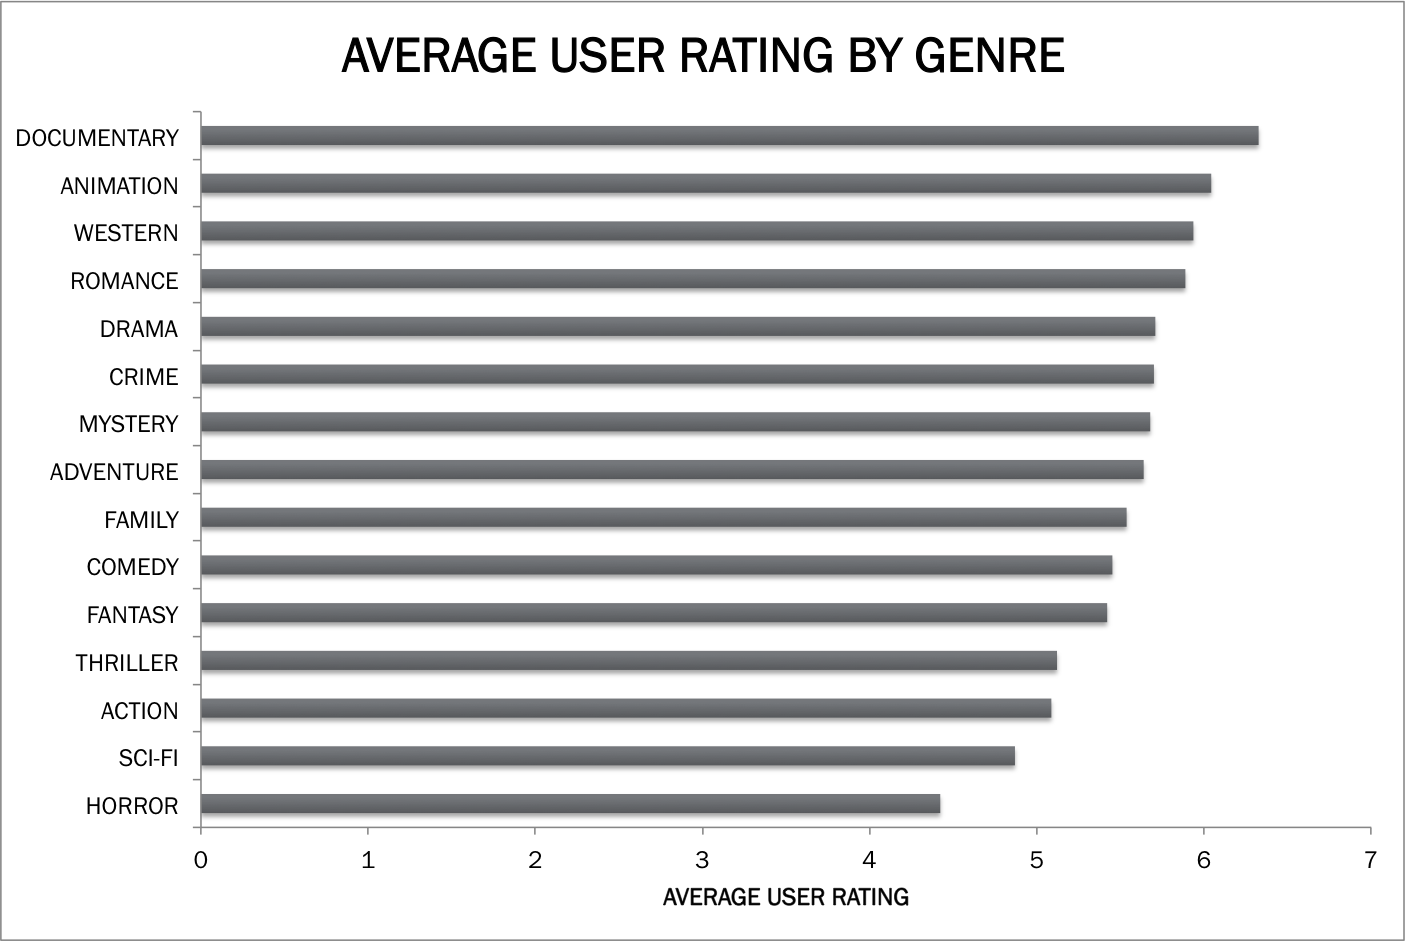 AVERAGE USER RATING BY GENRE
DOCUMENTARY
ANIMATION
WESTERN
ROMANCE
DRAMA
CRIME
MYSTERY
ADVENTURE
FAMILY
COMEDY
FANTASY
THRILLER
ACTION
SCI-FI
HORROR
0 1 2 3 4 5 6 7
AVERAGE USER RATING